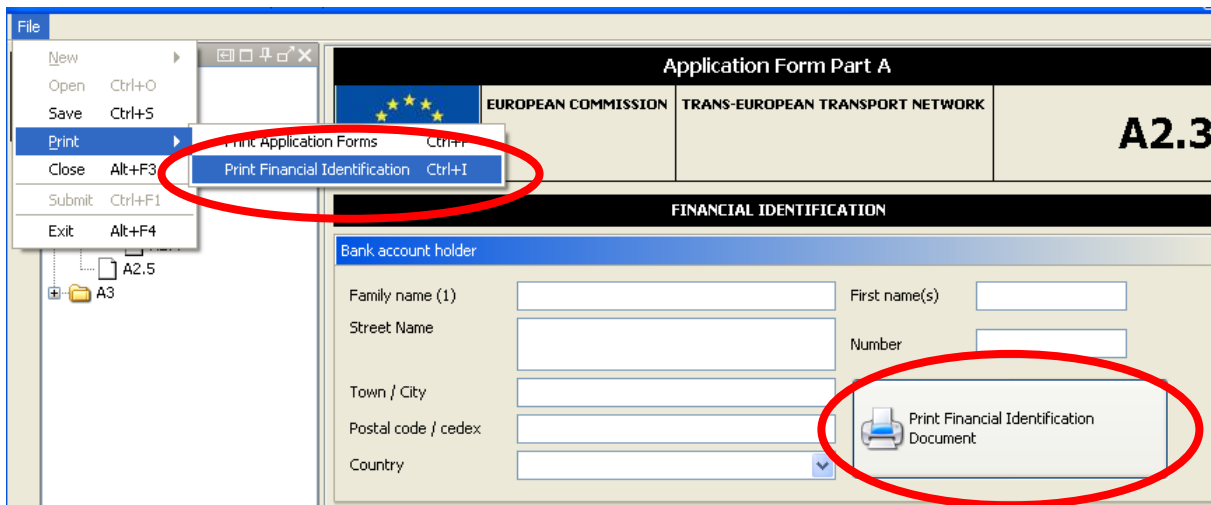 File
New
Open Ctrl+O
Save Ctrl+S
Print
Close Alt+F3
Submit Ctrl+F1
Exit Alt+F4
Print Application Forms
Print Financial Identification Ctrl+I
A2.5
A3
Application Form Part A
EUROPEAN COMMISSION
TRANS-EUROPEAN TRANSPORT NETWORK
A2.3
FINANCIAL IDENTIFICATION
Bank account holder
Family name (1)
First name(s)
Street Name
Number
Town / City
Postal code / cedex
Country
Print Financial Identification
Document